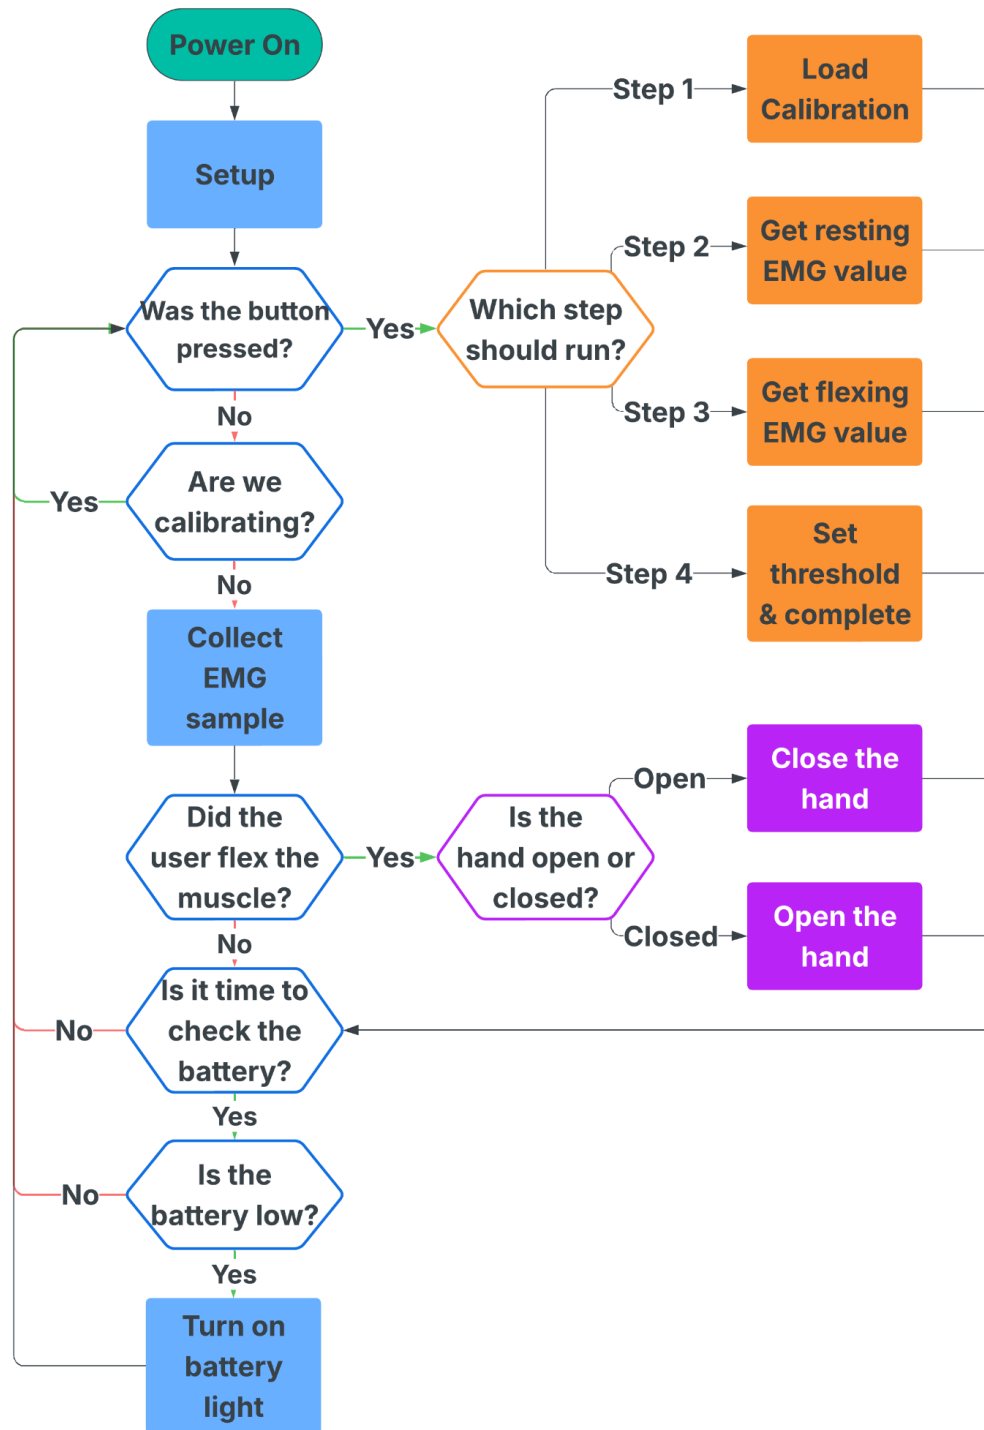 Power On
Setup
Was the button
pressed?
Yes
Which step
should run?
Step 1
Load
Calibration
Step 2
Get resting
EMG value
Step 3
Get flexing
EMG value
Step 4
Set
threshold
& complete
No
Are we
calibrating?
Yes
No
Collect
EMG
sample
Did the
user flex the
muscle?
Yes
Is the
hand open or
closed?
Open
Close the
hand
Closed
Open the
hand
No
Is it time to
check the
battery?
No
Yes
Is the
battery low?
No
Yes
Turn on
battery
light